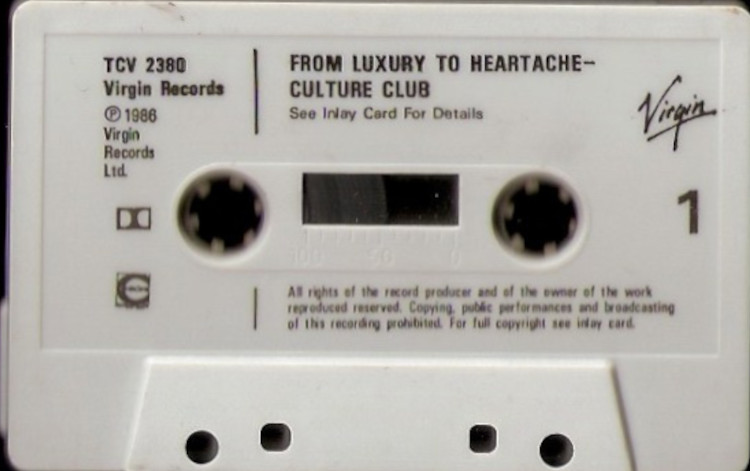 TCV 2380
Virgin Records
℗ 1986
Virgin
Records
Ltd.
FROM LUXURY TO HEARTACHE–
CULTURE CLUB
See Inlay Card For Details
Virgin
1
100 50 0
All rights of the record producer and of the owner of the work
reproduced reserved. Copying, public performances and broadcasting
of this recording prohibited. For full copyright see inlay card.